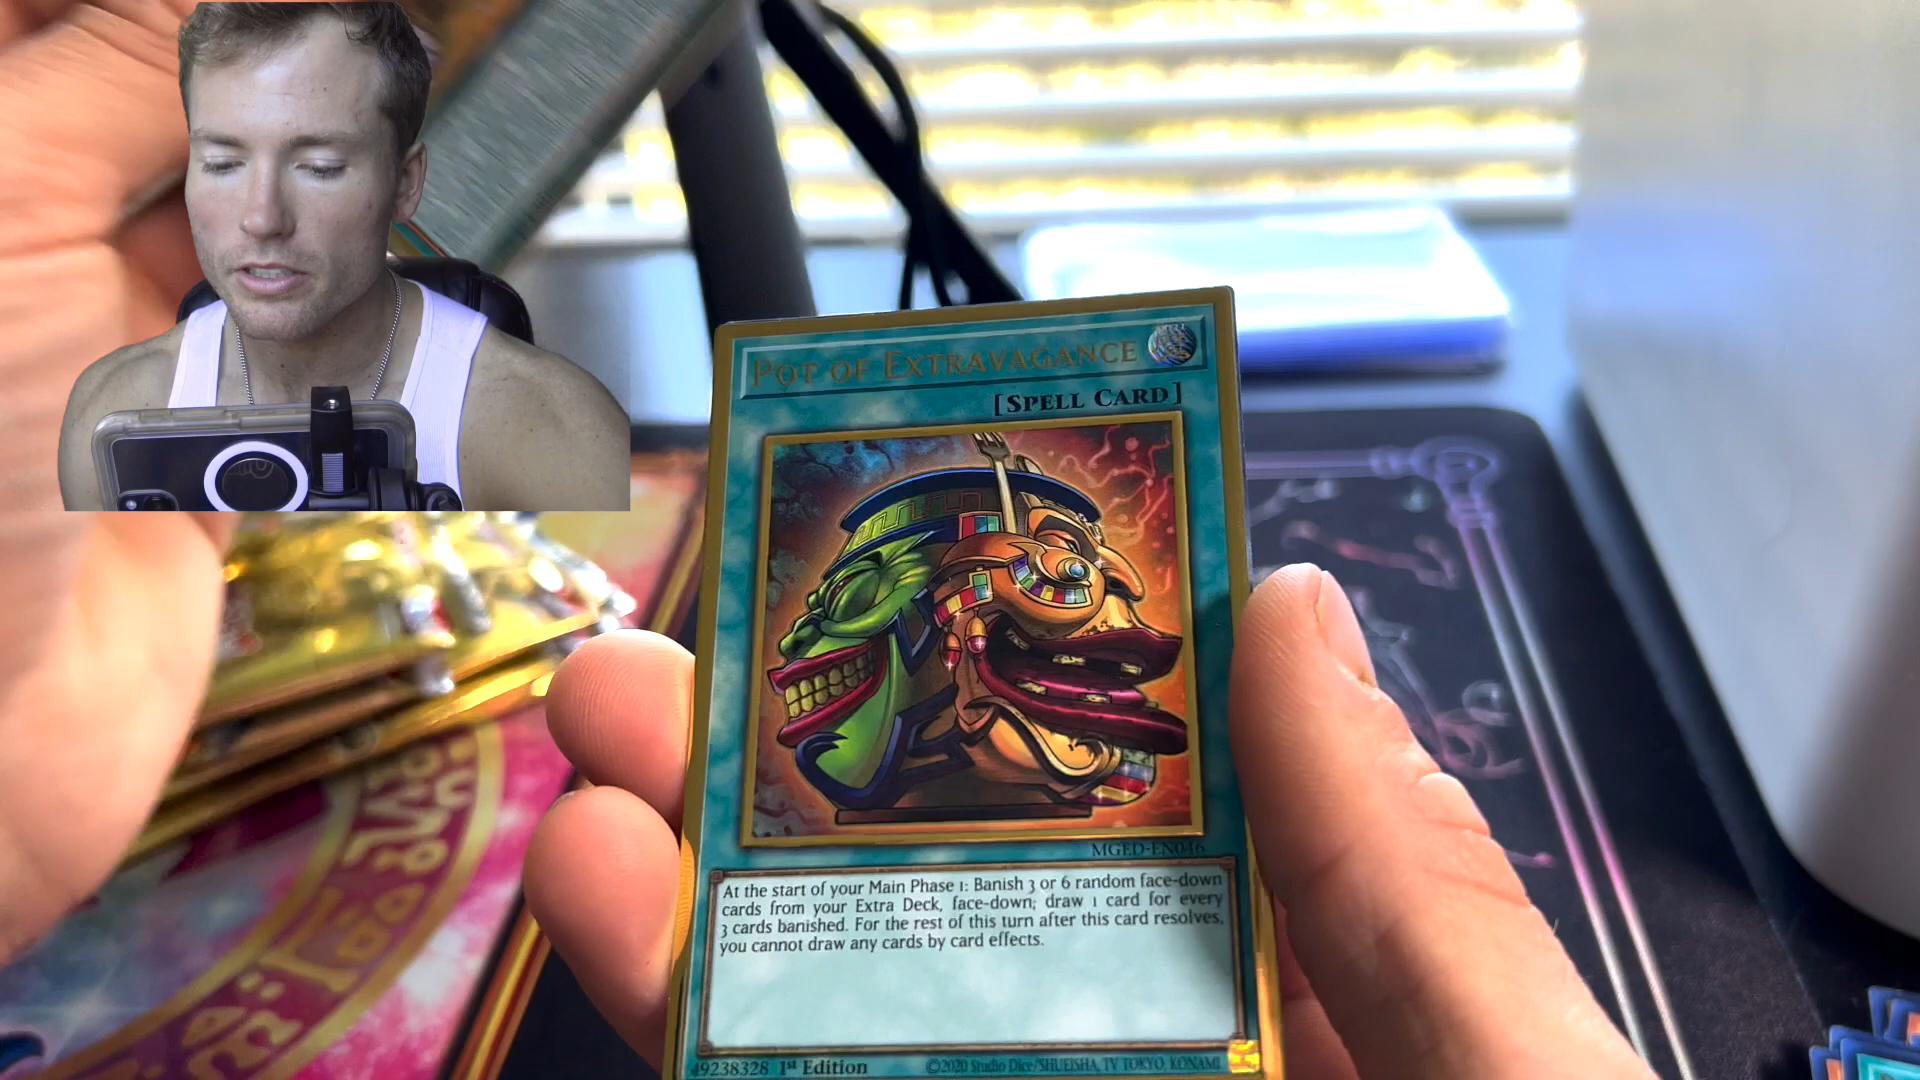 POT OF EXTRAVAGANCE
[SPELL CARD]
MGED-EN046
At the start of your Main Phase 1: Banish 3 or 6 random face-down
cards from your Extra Deck, face-down; draw 1 card for every
3 cards banished. For the rest of this turn after this card resolves,
you cannot draw any cards by card effects.
49238328 1st Edition
©2020 Studio Dice/SHUEISHA, TV TOKYO, KONAMI